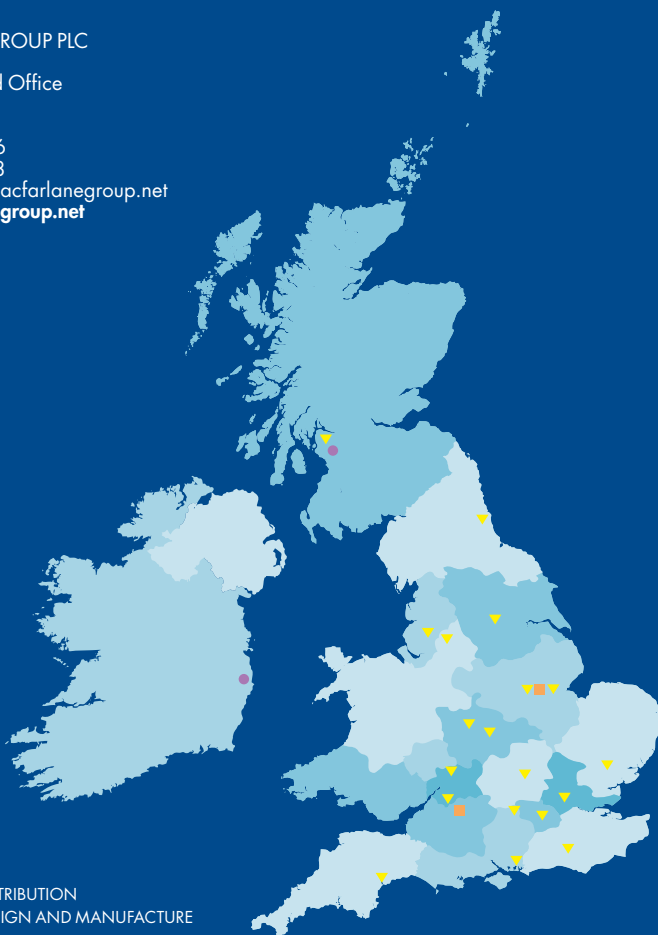 ROUP PLC
Office
6
3
acfarlanegroup.net
group.net
TRIBUTION
IGN AND MANUFACTURE